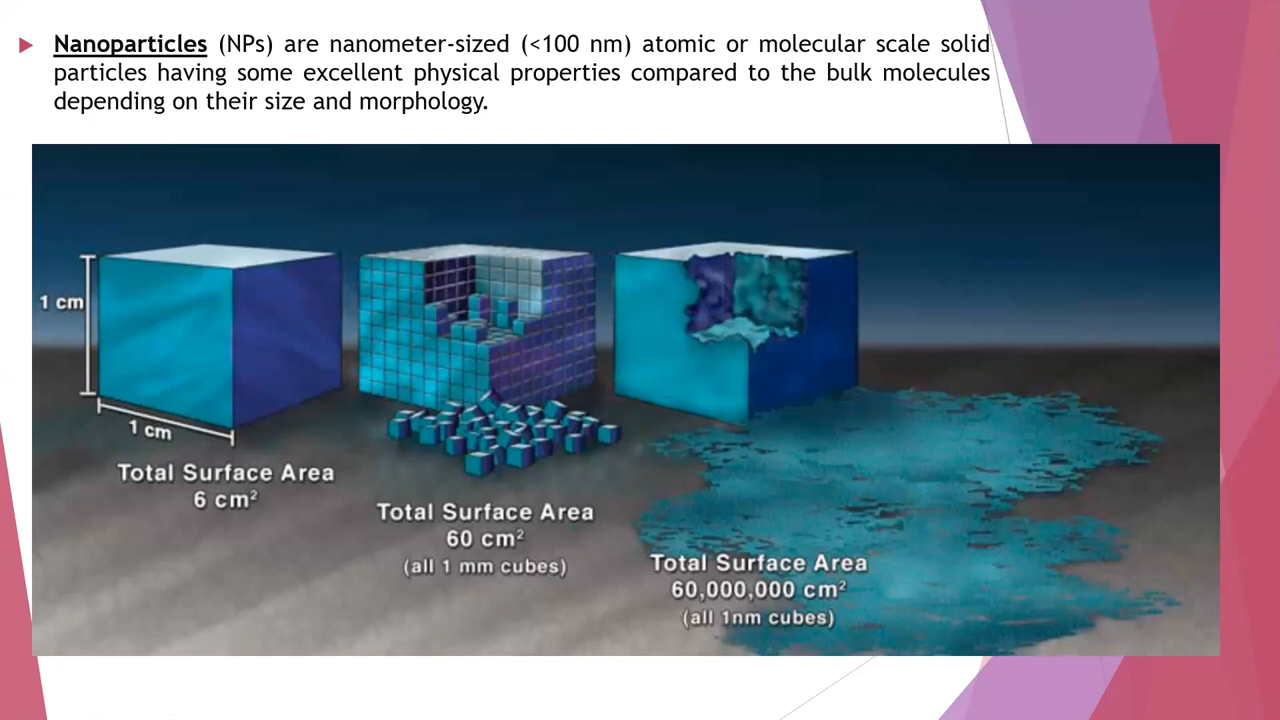 Nanoparticles (NPs) are nanometer-sized (<100 nm) atomic or molecular scale solid
particles having some excellent physical properties compared to the bulk molecules
depending on their size and morphology.
1 cm
1 cm
Total Surface Area
6 cm²
Total Surface Area
60 cm²
(all 1 mm cubes)
Total Surface Area
60,000,000 cm²
(all 1nm cubes)